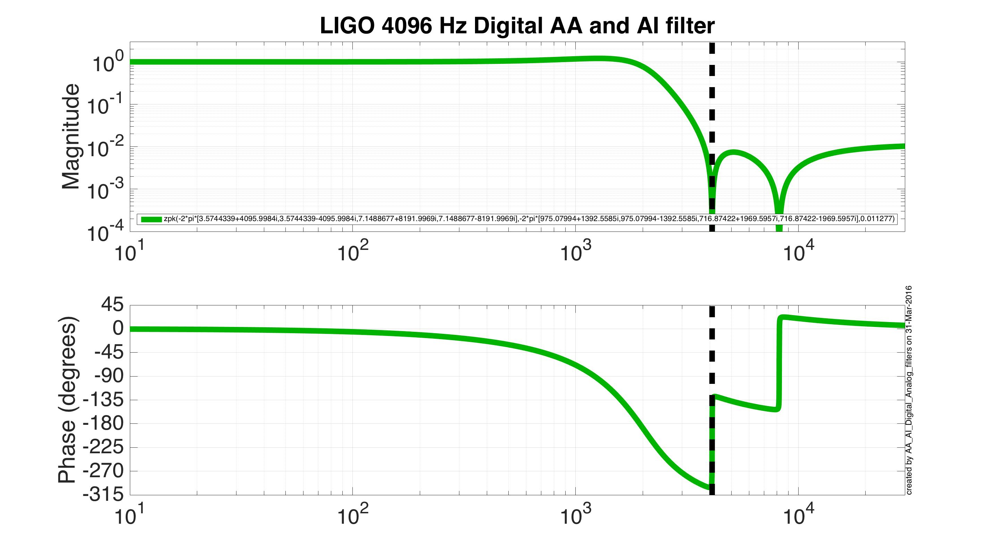 LIGO 4096 Hz Digital AA and AI filter
Magnitude
10^0
10^-1
10^-2
10^-3
10^-4
zpk(-2*pi*[3.5744339+4095.9984i,3.5744339-4095.9984i,7.1488677+8191.9969i,7.1488677-8191.9969i],-2*pi*[975.07994+1392.5585i,975.07994-1392.5585i,716.87422+1969.5957i,716.87422-1969.5957i],0.011277)
10^1 10^2 10^3 10^4
Phase (degrees)
45
0
-45
-90
-135
-180
-225
-270
-315
10^1 10^2 10^3 10^4
created by AA_AI_Digital_Analog_filters on 31-Mar-2016